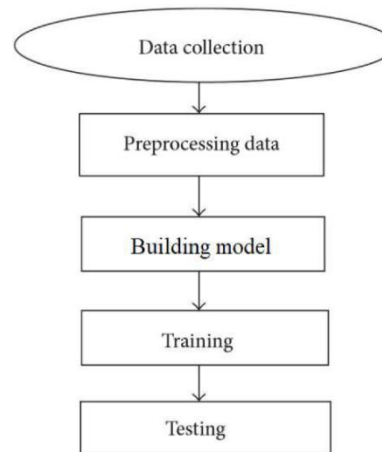 Data collection
Preprocessing data
Building model
Training
Testing